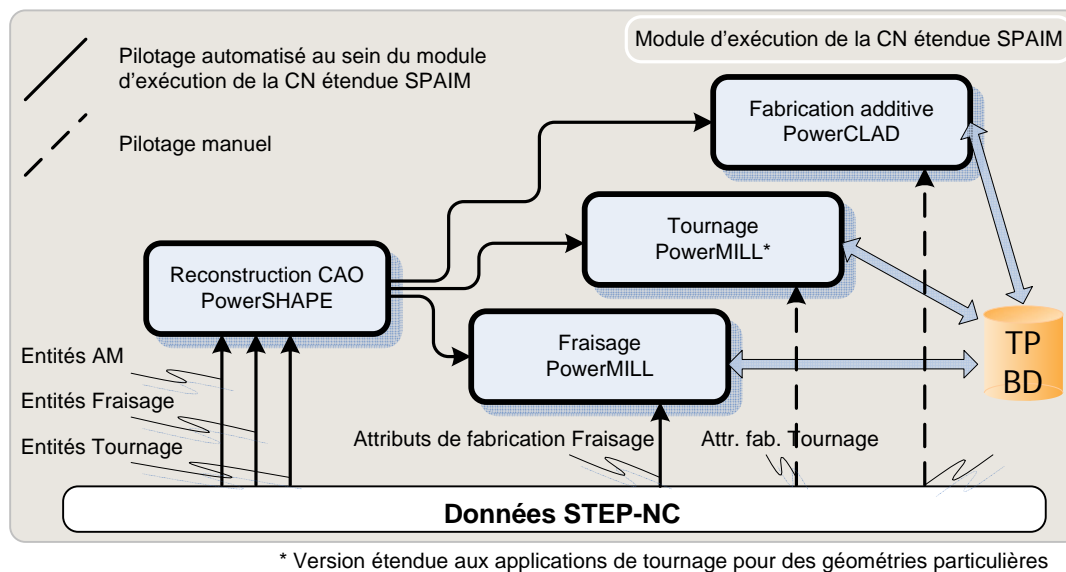 Pilotage automatisé au sein du module
d'exécution de la CN étendue SPAIM
Pilotage manuel
Module d'exécution de la CN étendue SPAIM
Fabrication additive
PowerCLAD
Tournage
PowerMILL*
Reconstruction CAO
PowerSHAPE
Fraisage
PowerMILL
TP
BD
Entités AM
Entités Fraisage
Entités Tournage
Attributs de fabrication Fraisage
Attr. fab. Tournage
Données STEP-NC
* Version étendue aux applications de tournage pour des géométries particulières